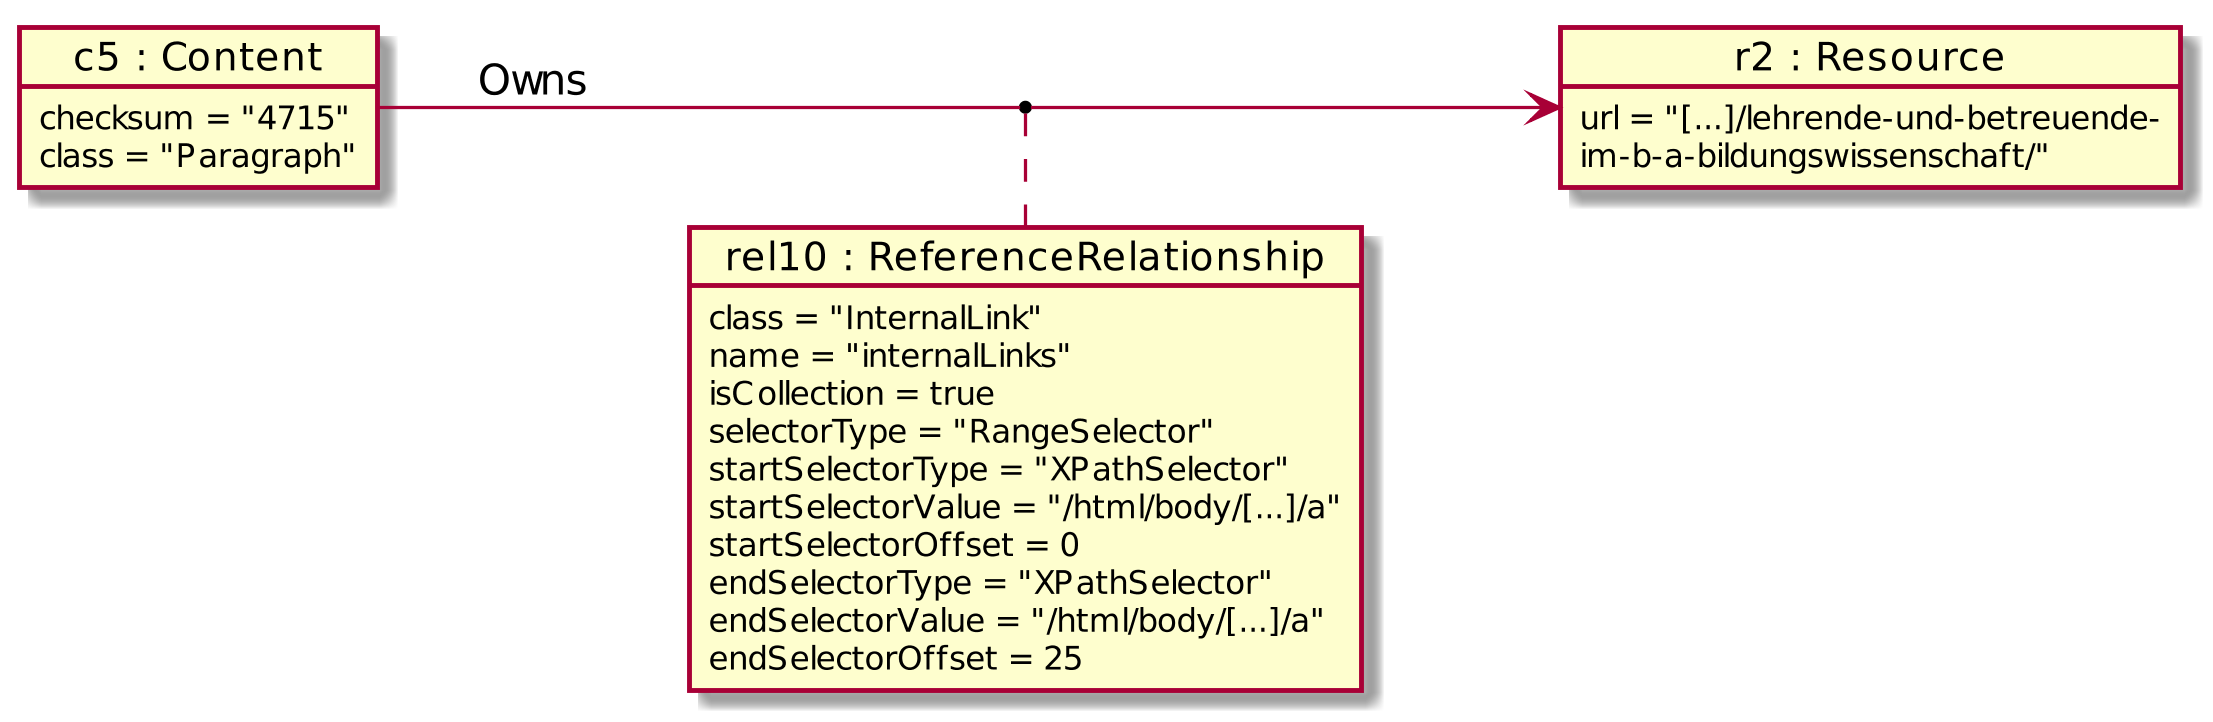 c5 : Content
checksum = "4715"
class = "Paragraph"
Owns
r2 : Resource
url = "[...]/lehrende-und-betreuende-
im-b-a-bildungswissenschaft/"
rel10 : ReferenceRelationship
class = "InternalLink"
name = "internalLinks"
isCollection = true
selectorType = "RangeSelector"
startSelectorType = "XPathSelector"
startSelectorValue = "/html/body/[...]/a"
startSelectorOffset = 0
endSelectorType = "XPathSelector"
endSelectorValue = "/html/body/[...]/a"
endSelectorOffset = 25